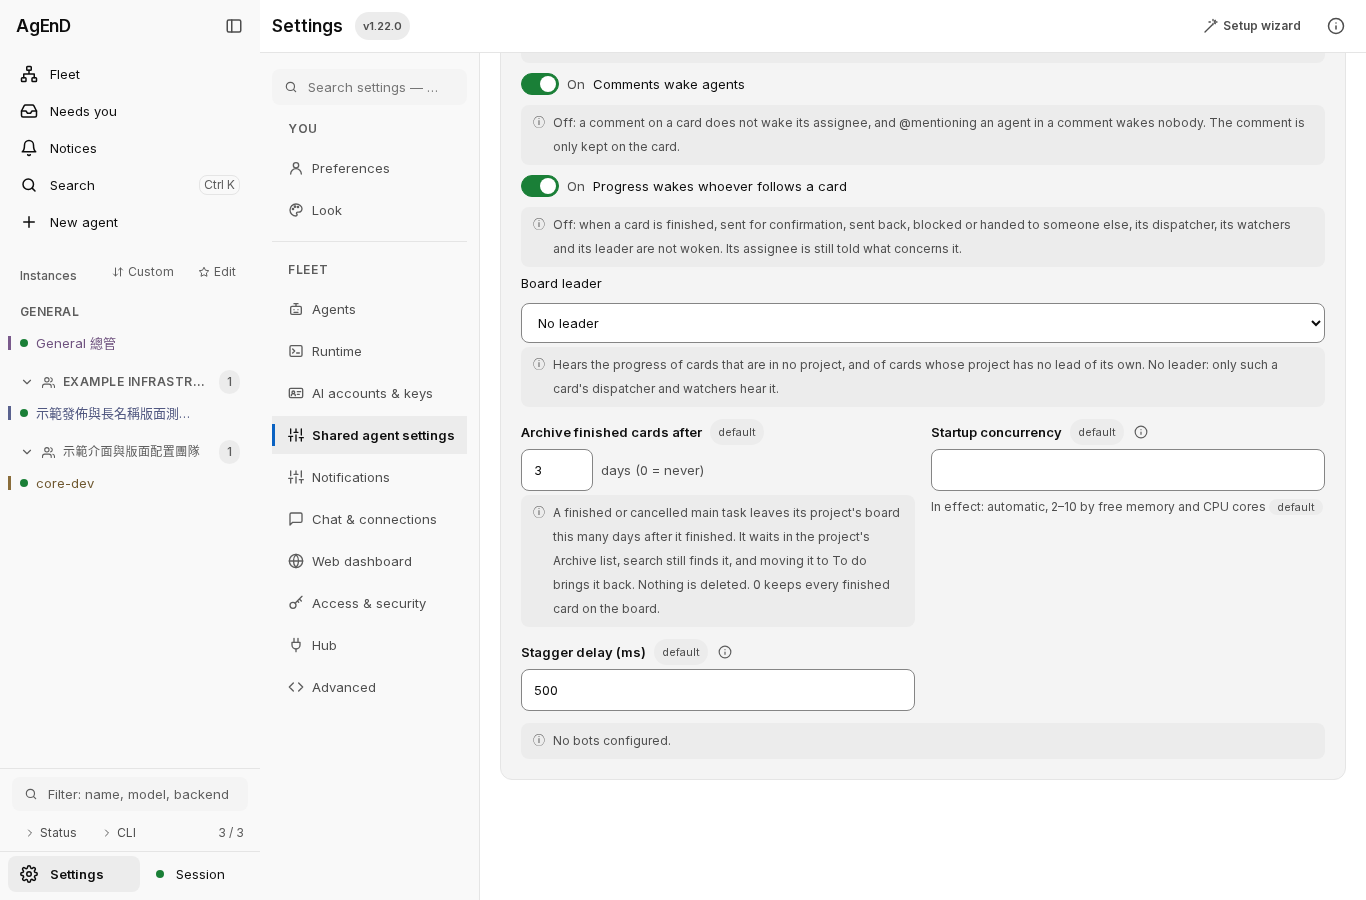 AgEnD
Fleet
Needs you
Notices
Search
Ctrl K
New agent
Instances
Custom
Edit
GENERAL
General 總管
EXAMPLE INFRASTR…
1
示範發佈與長名稱版面測…
示範介面與版面配置團隊
1
core-dev
Filter: name, model, backend
Status
CLI
3 / 3
Settings
Session
Settings
v1.22.0
Setup wizard
Search settings — …
YOU
Preferences
Look
FLEET
Agents
Runtime
AI accounts & keys
Shared agent settings
Notifications
Chat & connections
Web dashboard
Access & security
Hub
Advanced
On Comments wake agents
Off: a comment on a card does not wake its assignee, and @mentioning an agent in a comment wakes nobody. The comment is
only kept on the card.
On Progress wakes whoever follows a card
Off: when a card is finished, sent for confirmation, sent back, blocked or handed to someone else, its dispatcher, its watchers
and its leader are not woken. Its assignee is still told what concerns it.
Board leader
No leader
Hears the progress of cards that are in no project, and of cards whose project has no lead of its own. No leader: only such a
card's dispatcher and watchers hear it.
Archive finished cards after default
3 days (0 = never)
A finished or cancelled main task leaves its project's board
this many days after it finished. It waits in the project's
Archive list, search still finds it, and moving it to To do
brings it back. Nothing is deleted. 0 keeps every finished
card on the board.
Startup concurrency default
In effect: automatic, 2–10 by free memory and CPU cores default
Stagger delay (ms) default
500
No bots configured.